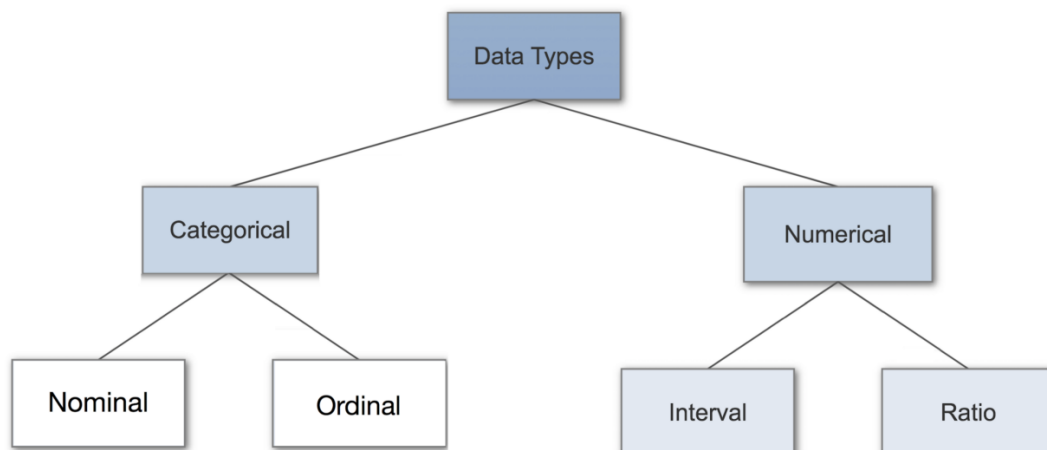 Data Types
Categorical
Numerical
Nominal
Ordinal
Interval
Ratio